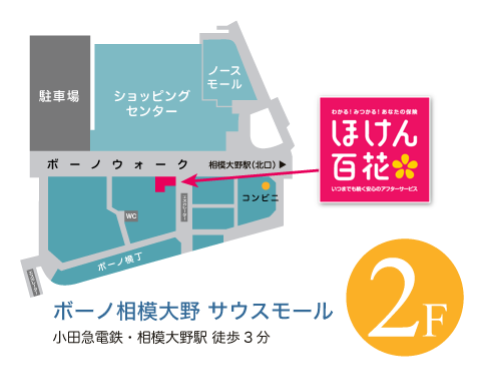 ノース
モール
駐車場
ショッピング
センター
わかる！みつかる！あなたの保険
ほけん
百花
いつまでも続く安心のアフターサービス
ボーノウォーク
相模大野駅(北口) ▶
コンビニ
WC
ボーノ横丁
ボーノ相模大野 サウスモール
小田急電鉄・相模大野駅 徒歩3分
2F